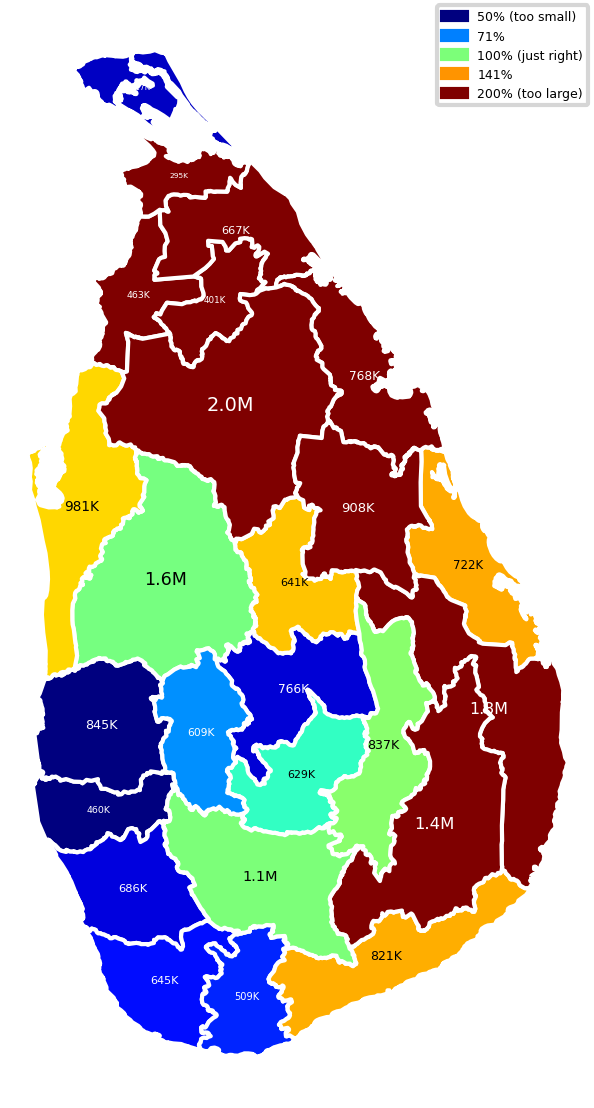 50% (too small)
71%
100% (just right)
141%
200% (too large)
295K
667K
463K
401K
768K
2.0M
981K
908K
722K
1.6M
641K
766K
1.3M
845K
609K
837K
629K
460K
1.4M
1.1M
686K
821K
645K
509K